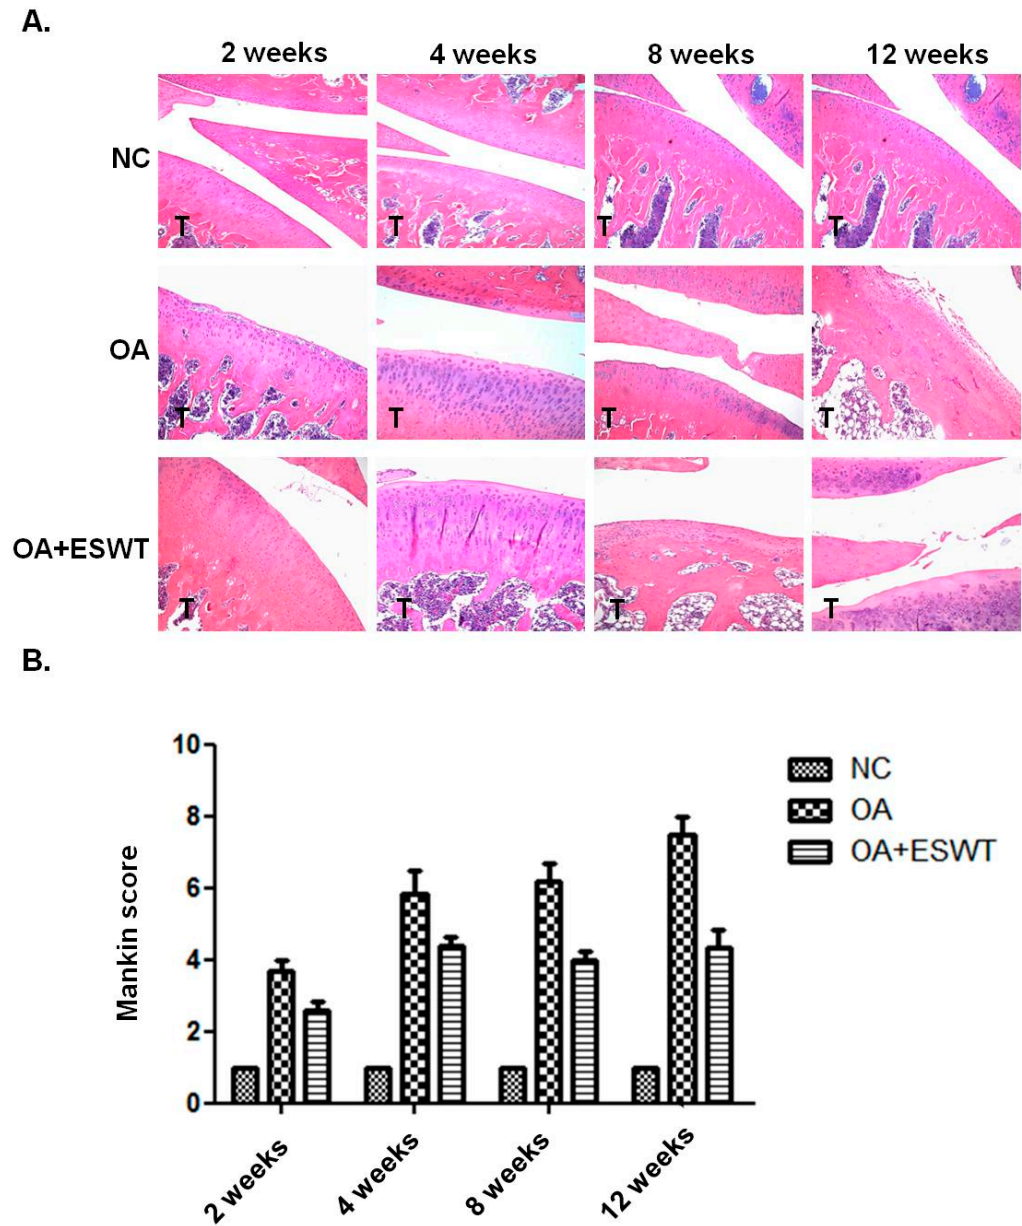 A.
2 weeks 4 weeks 8 weeks 12 weeks
NC
T T T T
OA
T T T T
OA+ESWT
T T T T
B.
10
8
6
4
2
0
Mankin score
NC
OA
OA+ESWT
2 weeks 4 weeks 8 weeks 12 weeks